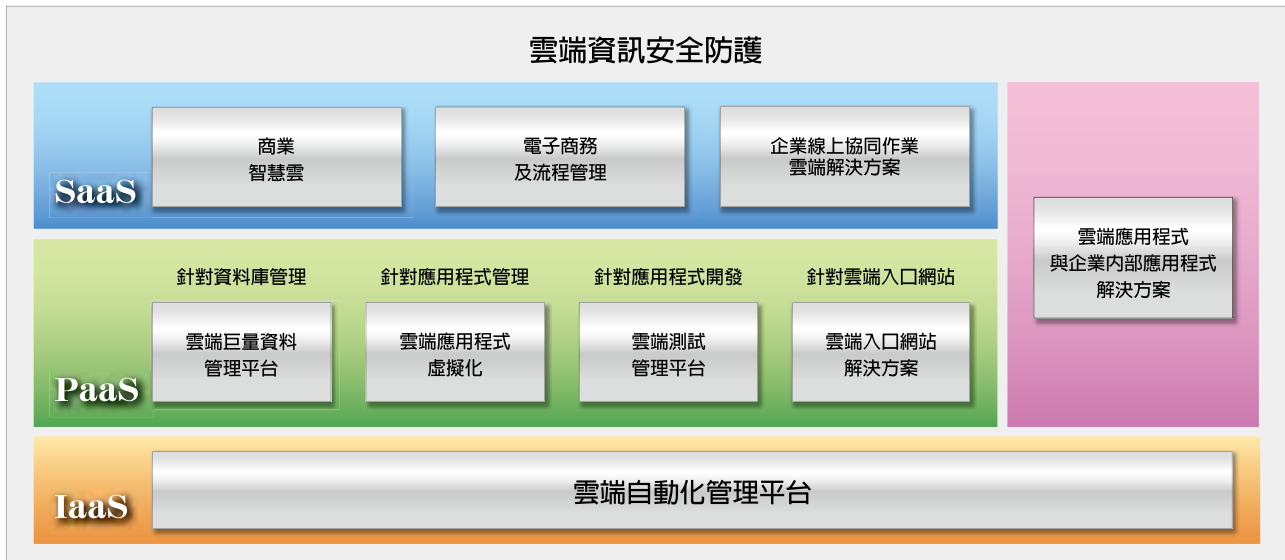 雲端資訊安全防護
SaaS
商業
智慧雲
電子商務
及流程管理
企業線上協同作業
雲端解決方案
PaaS
針對資料庫管理
雲端巨量資料
管理平台
針對應用程式管理
雲端應用程式
虛擬化
針對應用程式開發
雲端測試
管理平台
針對雲端入口網站
雲端入口網站
解決方案
雲端應用程式
與企業內部應用程式
解決方案
IaaS
雲端自動化管理平台